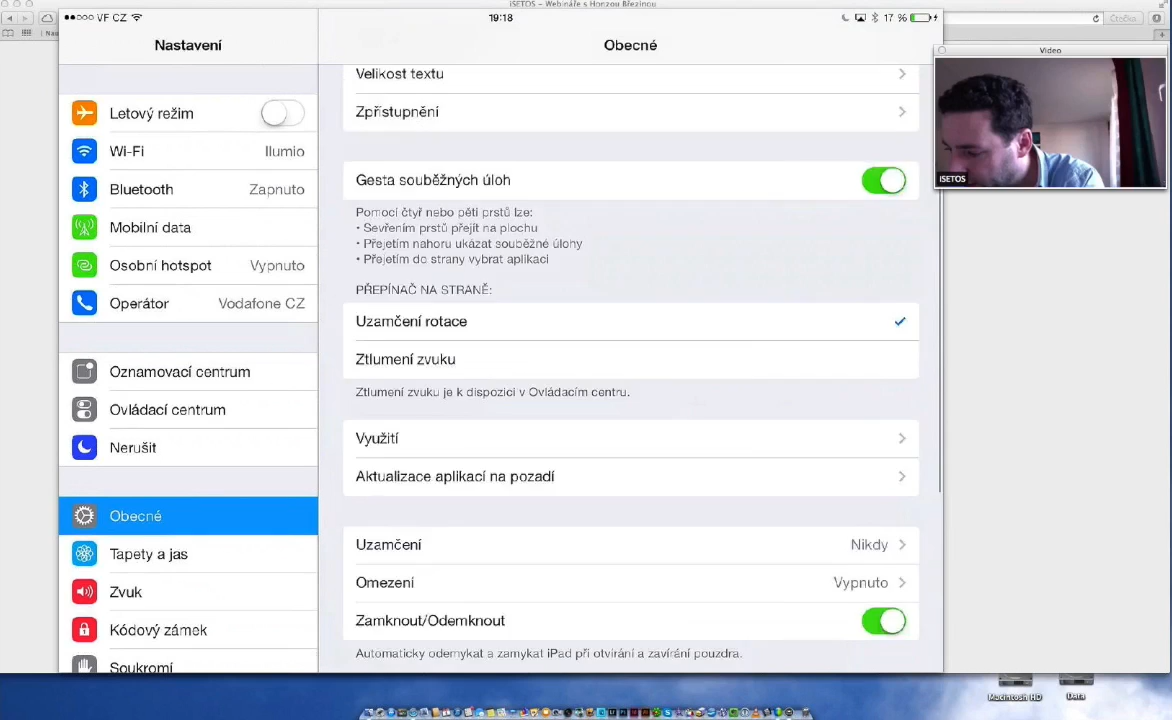 iSETOS – Webináře s Honzou Březinou
VF CZ
19:18
17 %
Čtečka
Nastavení
Obecné
Video
Velikost textu
Letový režim
Zpřístupnění
Wi-Fi
Ilumio
Gesta souběžných úloh
iSETOS
Bluetooth
Zapnuto
Pomocí čtyř nebo pěti prstů lze:
• Sevřením prstů přejít na plochu
• Přejetím nahoru ukázat souběžné úlohy
• Přejetím do strany vybrat aplikaci
Mobilní data
Osobní hotspot
Vypnuto
PŘEPÍNAČ NA STRANĚ:
Operátor
Vodafone CZ
Uzamčení rotace
Ztlumení zvuku
Oznamovací centrum
Ztlumení zvuku je k dispozici v Ovládacím centru.
Ovládací centrum
Využití
Nerušit
Aktualizace aplikací na pozadí
Obecné
Uzamčení
Nikdy
Tapety a jas
Omezení
Vypnuto
Zvuk
Zamknout/Odemknout
Kódový zámek
Automaticky odemykat a zamykat iPad při otvírání a zavírání pouzdra.
Soukromí
Macintosh HD
Data